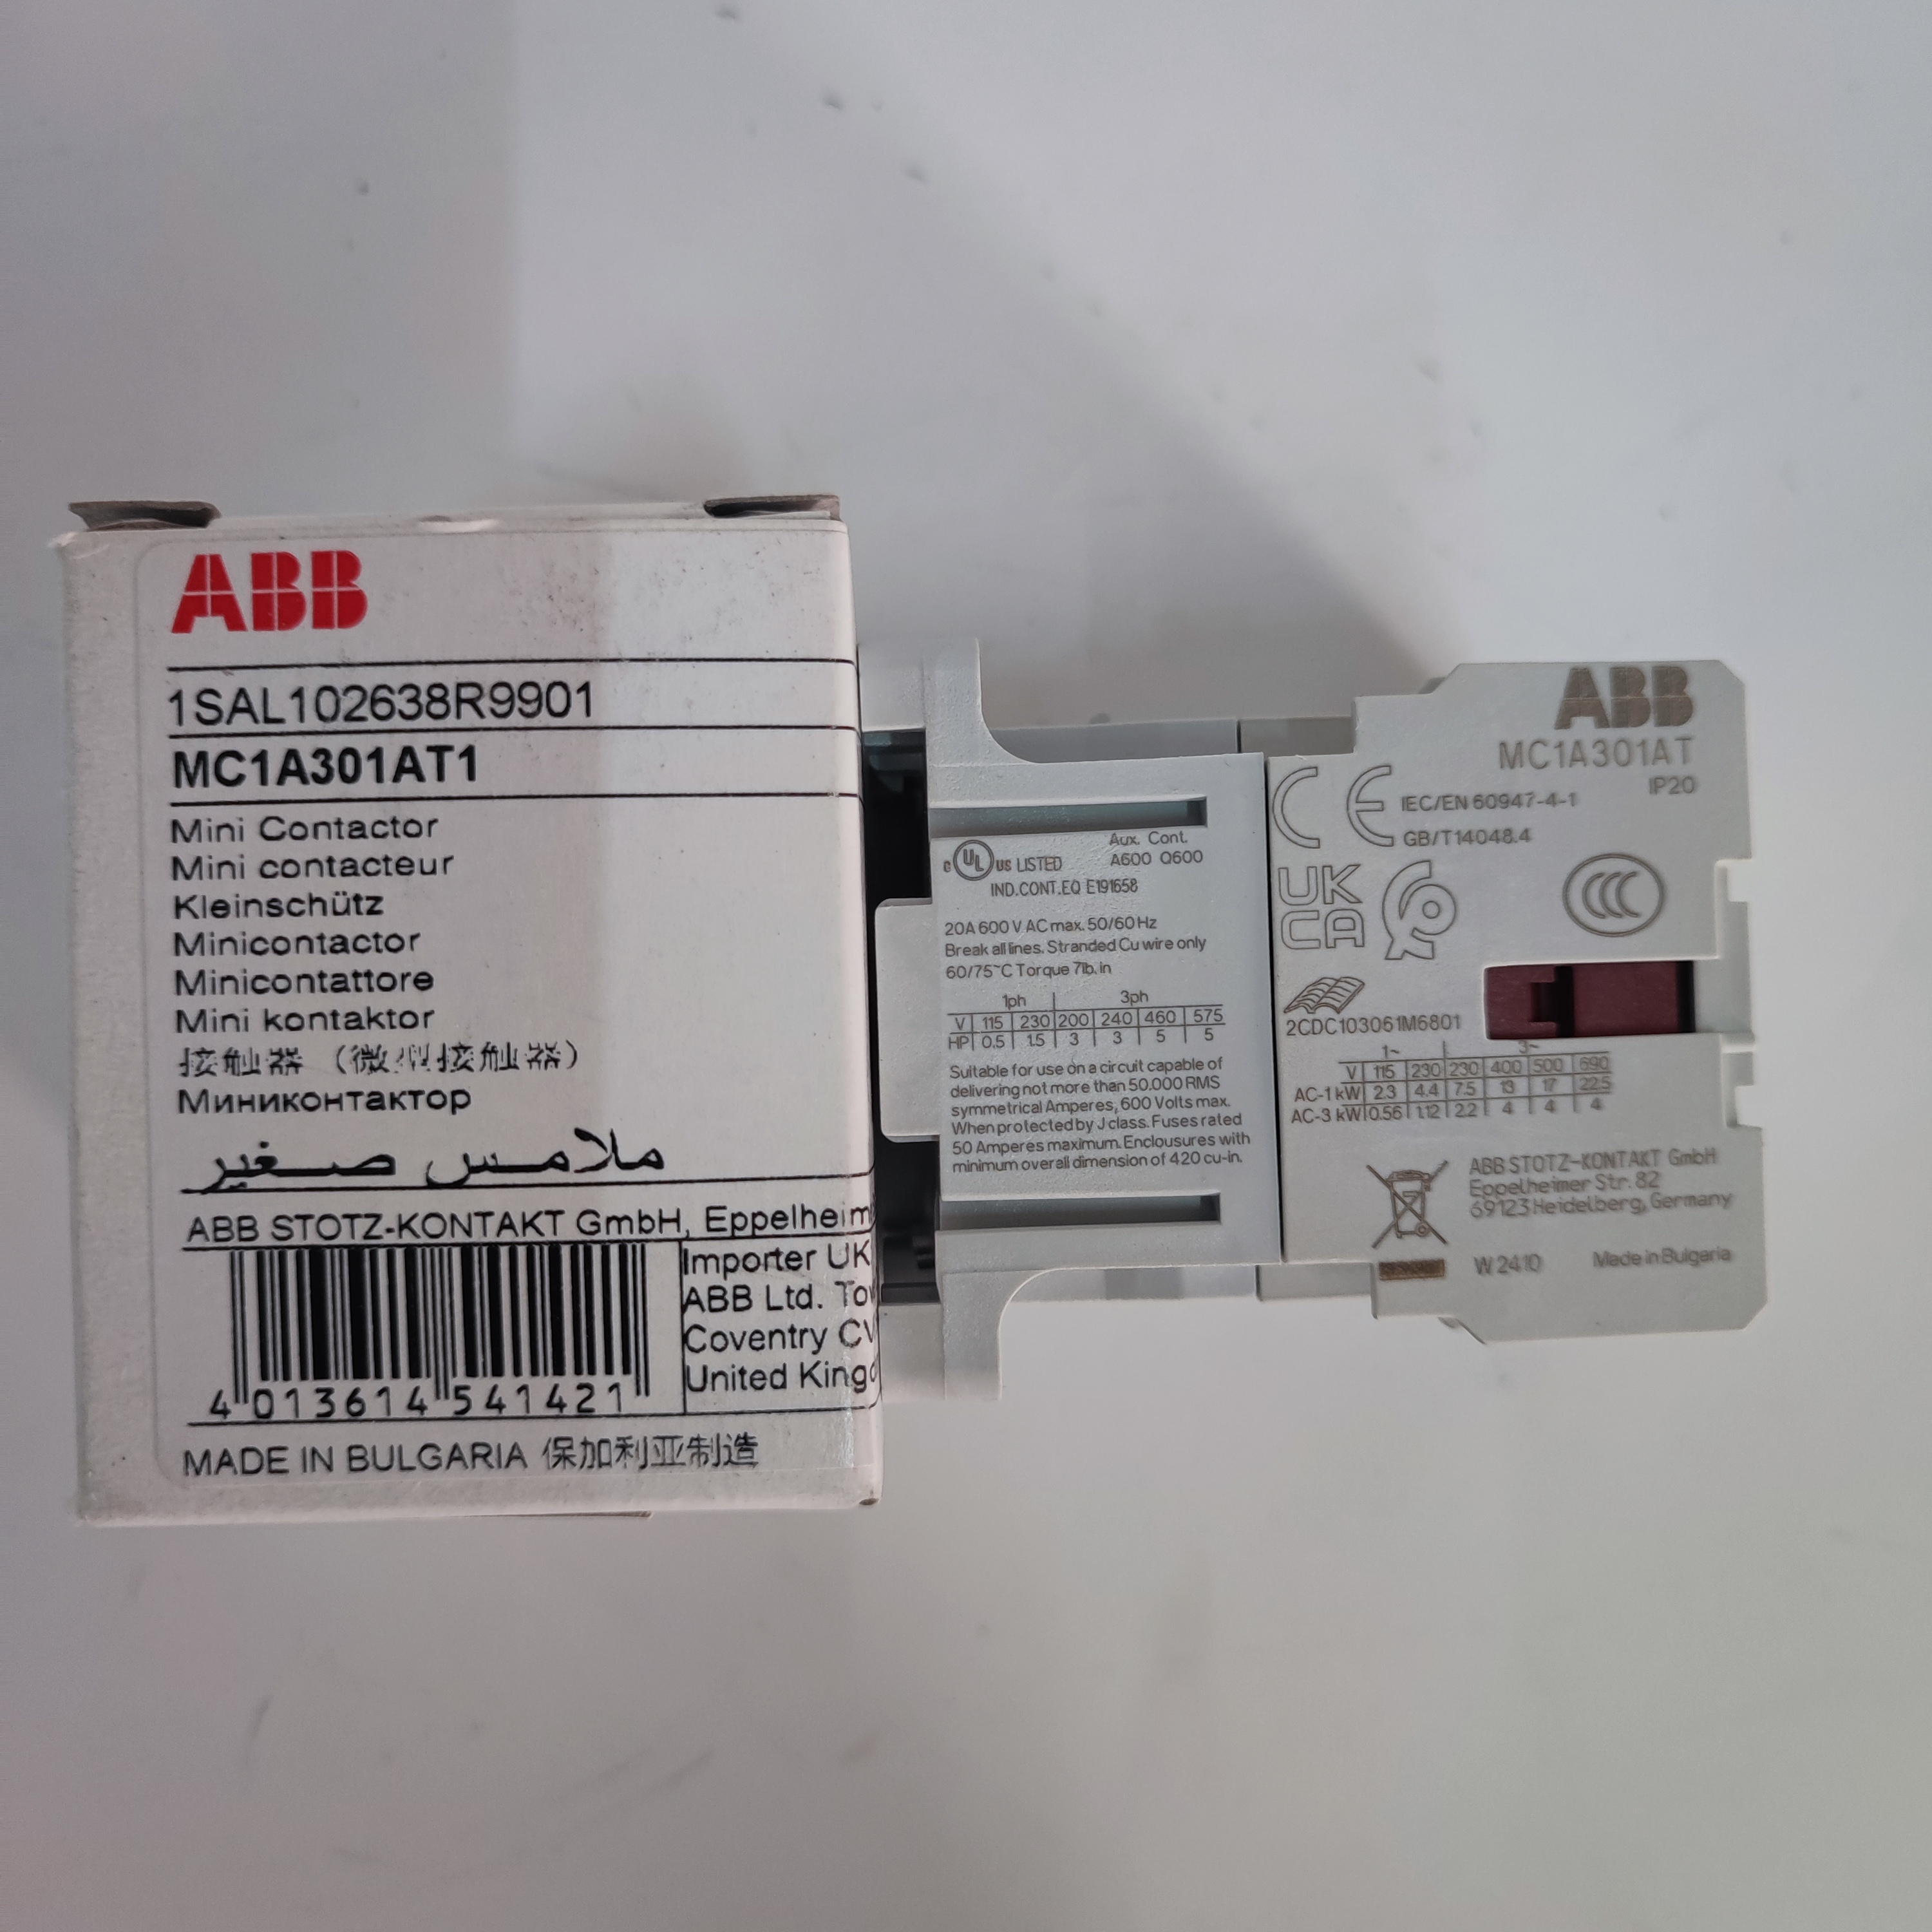 ABB
1SAL102638R9901
MC1A301AT1
Mini Contactor
Mini contacteur
Kleinschütz
Minicontactor
Minicontattore
Mini kontaktor
接触器（微型接触器）
Миниконтактор
ملامس صغير
ABB STOTZ-KONTAKT GmbH, Eppelheim
Importer UK
ABB Ltd. Tow
Coventry CV
United Kingd
4 013614 541421
MADE IN BULGARIA 保加利亚制造
c UL US LISTED
Aux. Cont.
A600 Q600
IND.CONT.EQ E191658
20A 600 V AC max. 50/60 Hz
Break all lines. Stranded Cu wire only
60/75~C Torque 7lb.in
1ph 3ph
V 115 230 200 240 460 575
HP 0.5 1.5 3 3 5 5
Suitable for use on a circuit capable of
delivering not more than 50.000 RMS
symmetrical Amperes, 600 Volts max.
When protected by J class. Fuses rated
50 Amperes maximum. Enclousures with
minimum overall dimension of 420 cu-in.
ABB
MC1A301AT
IP20
CE IEC/EN 60947-4-1
GB/T14048.4
UK
CA
CCC
2CDC103061M6801
1~ 3~
V 115 230 230 400 500 690
AC-1 kW 2.3 4.4 7.5 13 17 22.5
AC-3 kW 0.56 1.12 2.2 4 4 4
ABB STOTZ-KONTAKT GmbH
Eppelheimer Str. 82
69123 Heidelberg, Germany
W 2410 Made in Bulgaria